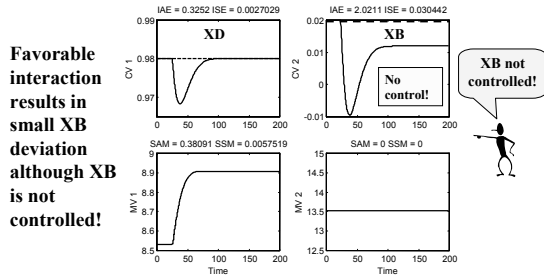 Favorable
interaction
results in
small XB
deviation
although XB
is not
controlled!
IAE = 0.3252 ISE = 0.0027029
XD
0.99
0.98
0.97
CV 1
0 50 100 150 200
IAE = 2.0211 ISE = 0.030442
XB
0.02
0.01
0
-0.01
CV 2
No
control!
0 50 100 150 200
XB not
controlled!
SAM = 0.38091 SSM = 0.0057519
9
8.9
8.8
8.7
8.6
8.5
MV 1
0 50 100 150 200
Time
SAM = 0 SSM = 0
15
14.5
14
13.5
13
12.5
MV 2
0 50 100 150 200
Time